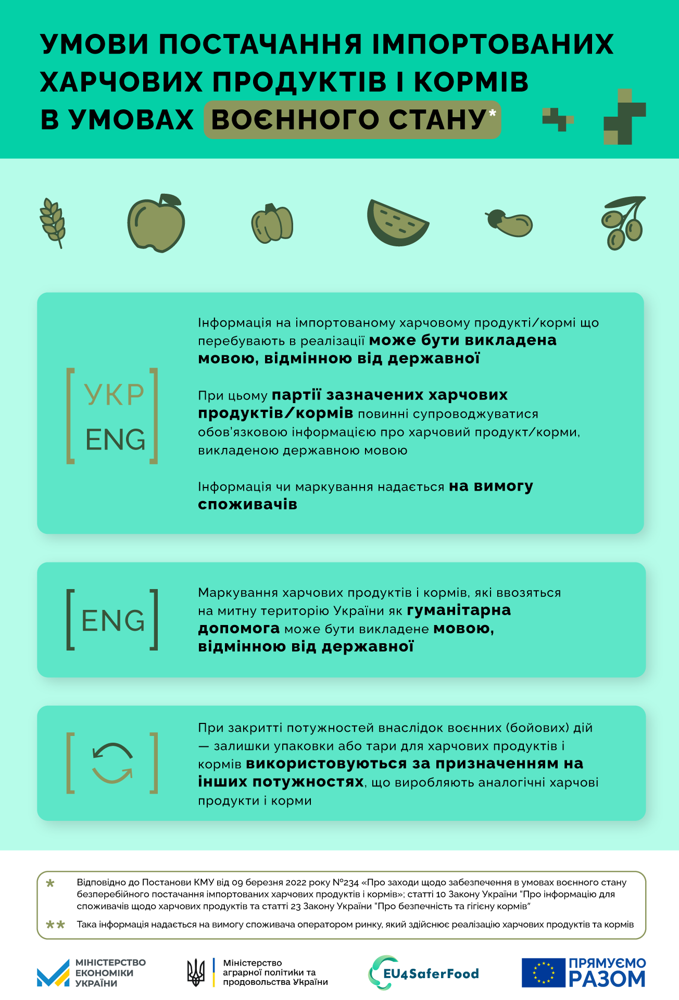 УМОВИ ПОСТАЧАННЯ ІМПОРТОВАНИХ
ХАРЧОВИХ ПРОДУКТІВ І КОРМІВ
В УМОВАХ ВОЄННОГО СТАНУ*
УКР
ENG
Інформація на імпортованому харчовому продукті/кормі що
перебувають в реалізації може бути викладена
мовою, відмінною від державної
При цьому партії зазначених харчових
продуктів/кормів повинні супроводжуватися
обов’язковою інформацією про харчовий продукт/корми,
викладеною державною мовою
Інформація чи маркування надається на вимогу
споживачів
ENG
Маркування харчових продуктів і кормів, які ввозяться
на митну територію України як гуманітарна
допомога може бути викладене мовою,
відмінною від державної
При закритті потужностей внаслідок воєнних (бойових) дій
— залишки упаковки або тари для харчових продуктів і
кормів використовуються за призначенням на
інших потужностях, що виробляють аналогічні харчові
продукти і корми
* Відповідно до Постанови КМУ від 09 березня 2022 року №234 «Про заходи щодо забезпечення в умовах воєнного стану
безперебійного постачання імпортованих харчових продуктів і кормів»; статті 10 Закону України “Про інформацію для
споживачів щодо харчових продуктів та статті 23 Закону України “Про безпечність та гігієну кормів”
** Така інформація надається на вимогу споживача оператором ринку, який здійснює реалізацію харчових продуктів та кормів
МІНІСТЕРСТВО
ЕКОНОМІКИ
УКРАЇНИ
Міністерство
аграрної політики та
продовольства України
EU4SaferFood
ПРЯМУЄМО
РАЗОМ